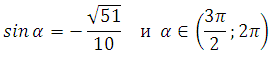 sin α = −√51/10 и α ∈ (3π/2; 2π)